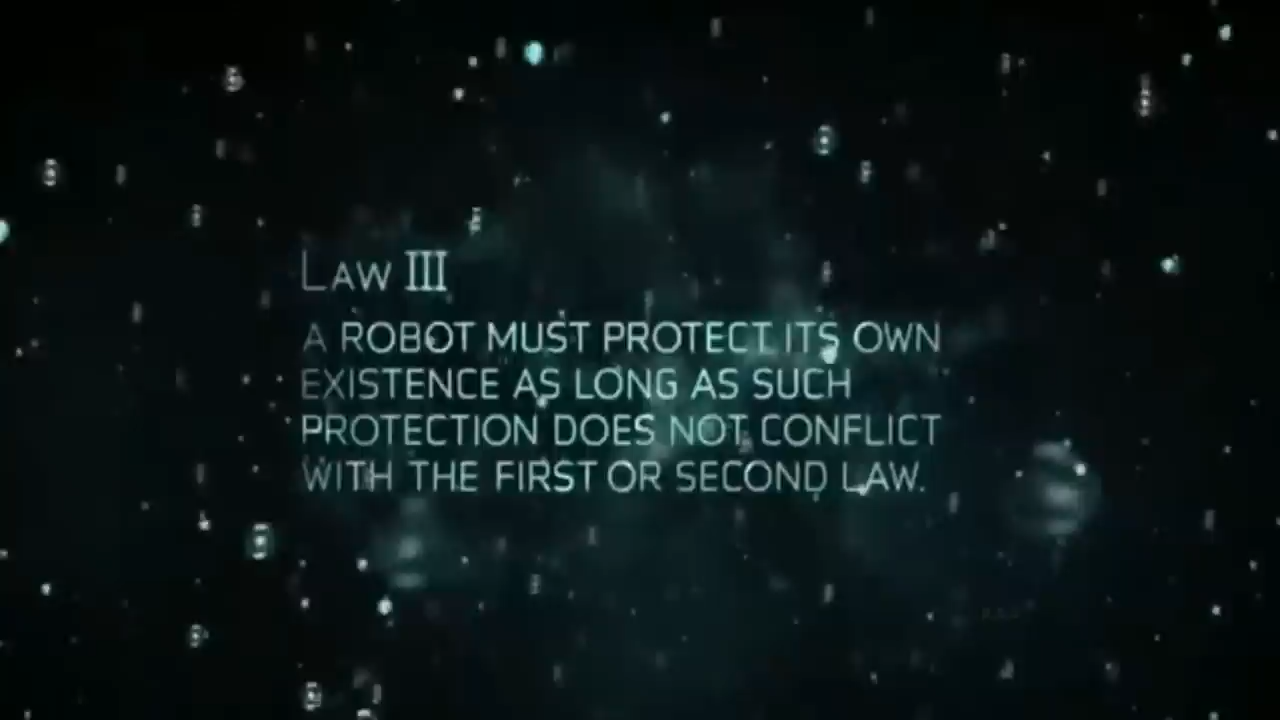 Law III
A ROBOT MUST PROTECT ITS OWN
EXISTENCE AS LONG AS SUCH
PROTECTION DOES NOT CONFLICT
WITH THE FIRST OR SECOND LAW.